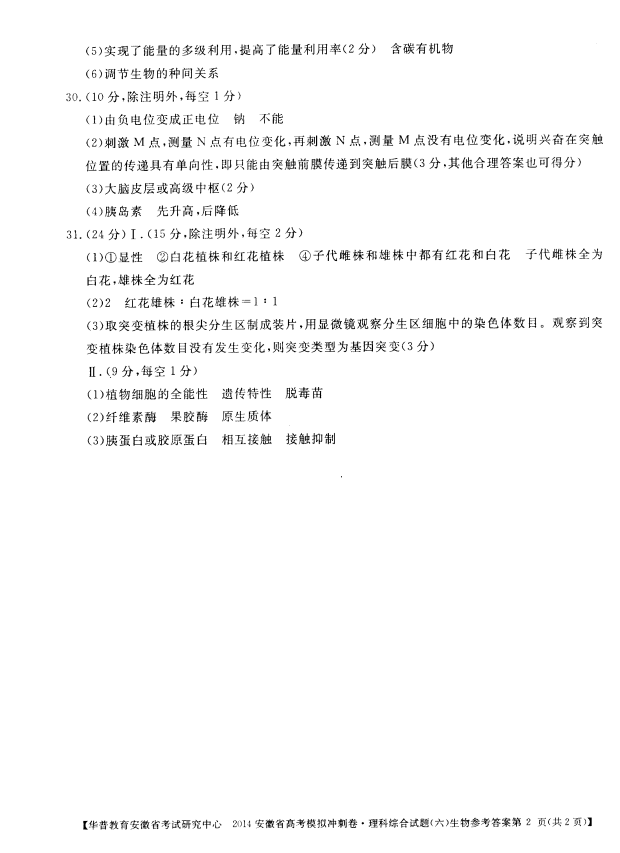 (5)实现了能量的多级利用,提高了能量利用率(2分)　含碳有机物
(6)调节生物的种间关系
30.(10分,除注明外,每空1分)
(1)由负电位变成正电位　钠　不能
(2)刺激M点,测量N点有电位变化,再刺激N点,测量M点没有电位变化,说明兴奋在突触
位置的传递具有单向性,即只能由突触前膜传递到突触后膜(3分,其他合理答案也可得分)
(3)大脑皮层或高级中枢(2分)
(4)胰岛素　先升高,后降低
31.(24分)Ⅰ.(15分,除注明外,每空2分)
(1)①显性　②白花植株和红花植株　④子代雌株和雄株中都有红花和白花　子代雌株全为
白花,雄株全为红花
(2)2　红花雄株∶白花雄株=1∶1
(3)取突变植株的根尖分生区制成装片,用显微镜观察分生区细胞中的染色体数目。观察到突
变植株染色体数目没有发生变化,则突变类型为基因突变(3分)
Ⅱ.(9分,每空1分)
(1)植物细胞的全能性　遗传特性　脱毒苗
(2)纤维素酶　果胶酶　原生质体
(3)胰蛋白或胶原蛋白　相互接触　接触抑制
【华普教育安徽省考试研究中心　2014安徽省高考模拟冲刺卷·理科综合试题(六)生物参考答案第2页(共2页)】